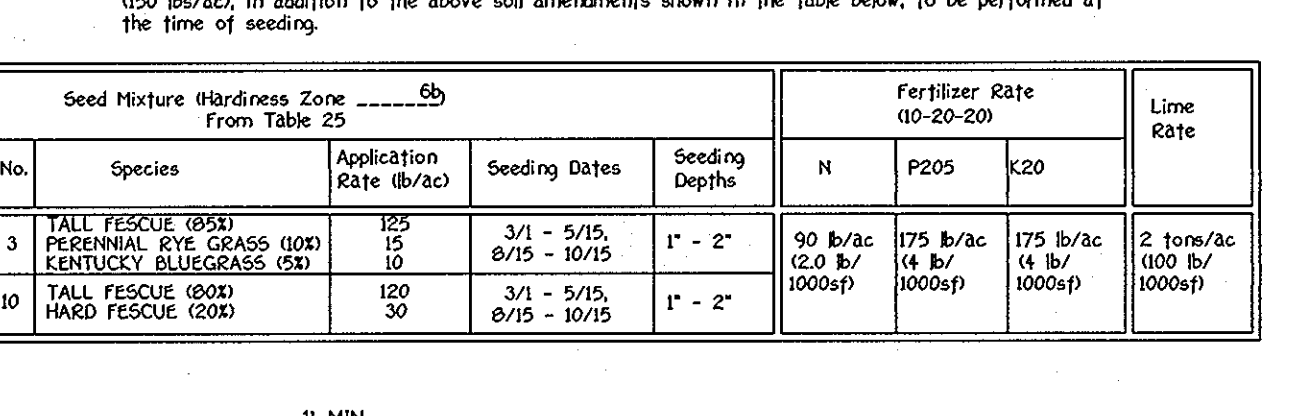 (150 lbs/ac), in addition to the above soil amendments shown in the table below, to be performed at
the time of seeding.
Seed Mixture (Hardiness Zone ______6b)
From Table 25
Fertilizer Rate
(10-20-20)
Lime
Rate
No.
Species
Application
Rate (lb/ac)
Seeding Dates
Seeding
Depths
N
P205
K20
3
TALL FESCUE (85%)
PERENNIAL RYE GRASS (10%)
KENTUCKY BLUEGRASS (5%)
125
15
10
3/1 - 5/15,
8/15 - 10/15
1" - 2"
90 lb/ac
(2.0 lb/
1000sf)
175 lb/ac
(4 lb/
1000sf)
175 lb/ac
(4 lb/
1000sf)
2 tons/ac
(100 lb/
1000sf)
10
TALL FESCUE (80%)
HARD FESCUE (20%)
120
30
3/1 - 5/15,
8/15 - 10/15
1" - 2"
MIN